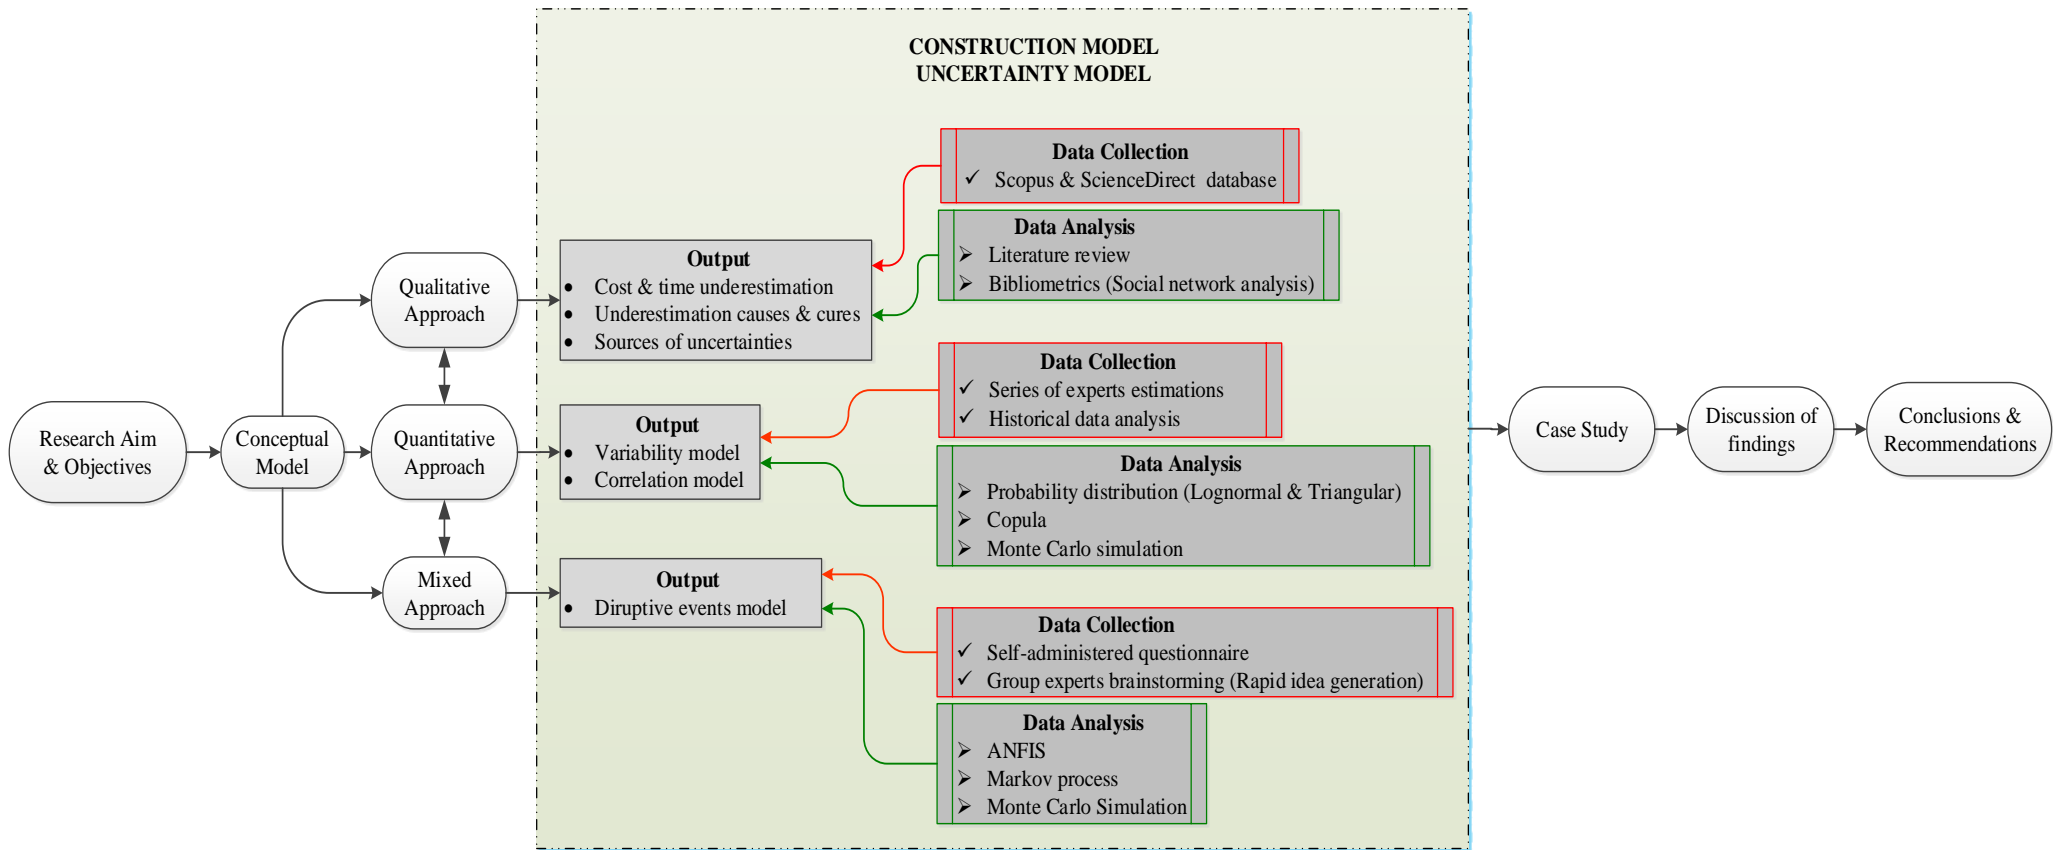 CONSTRUCTION MODEL
UNCERTAINTY MODEL
Research Aim
& Objectives
Conceptual
Model
Qualitative
Approach
Quantitative
Approach
Mixed
Approach
Output
• Cost & time underestimation
• Underestimation causes & cures
• Sources of uncertainties
Data Collection
✓ Scopus & ScienceDirect database
Data Analysis
➢ Literature review
➢ Bibliometrics (Social network analysis)
Output
• Variability model
• Correlation model
Data Collection
✓ Series of experts estimations
✓ Historical data analysis
Data Analysis
➢ Probability distribution (Lognormal & Triangular)
➢ Copula
➢ Monte Carlo simulation
Output
• Diruptive events model
Data Collection
✓ Self-administered questionnaire
✓ Group experts brainstorming (Rapid idea generation)
Data Analysis
➢ ANFIS
➢ Markov process
➢ Monte Carlo Simulation
Case Study
Discussion of
findings
Conclusions &
Recommendations